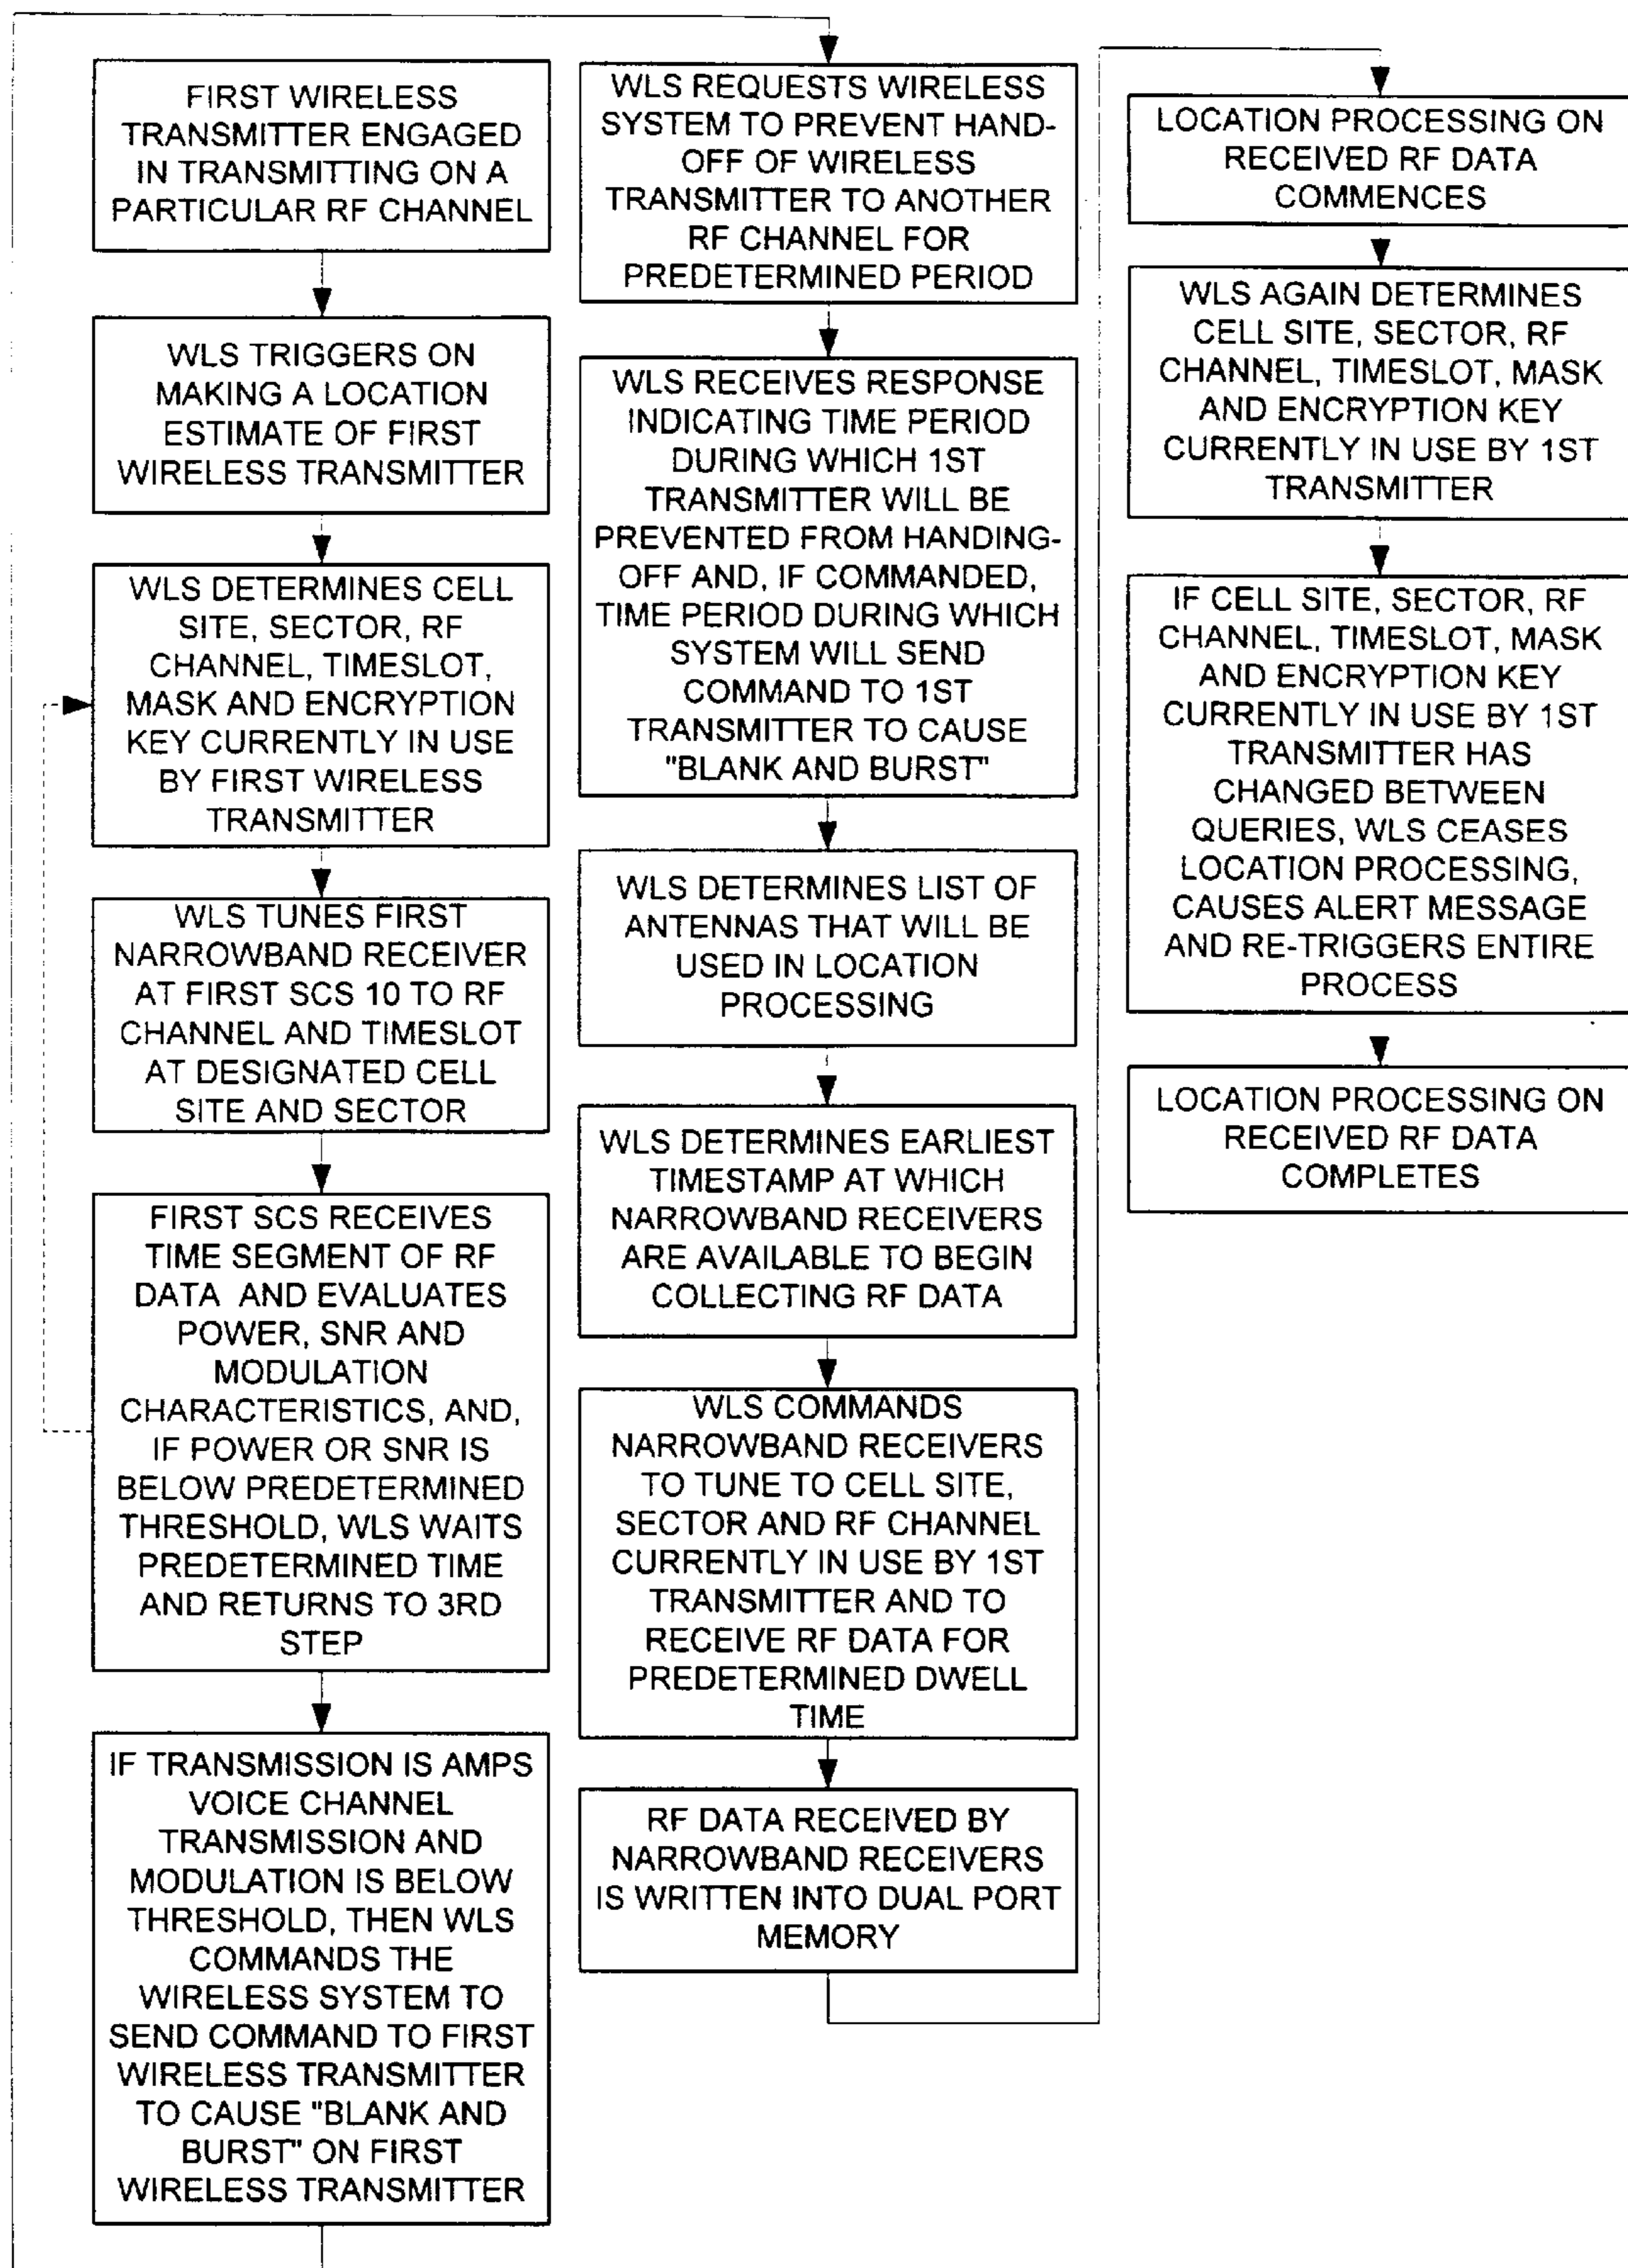 FIRST WIRELESS
TRANSMITTER ENGAGED
IN TRANSMITTING ON A
PARTICULAR RF CHANNEL
WLS TRIGGERS ON
MAKING A LOCATION
ESTIMATE OF FIRST
WIRELESS TRANSMITTER
WLS DETERMINES CELL
SITE, SECTOR, RF
CHANNEL, TIMESLOT,
MASK AND ENCRYPTION
KEY CURRENTLY IN USE
BY FIRST WIRELESS
TRANSMITTER
WLS TUNES FIRST
NARROWBAND RECEIVER
AT FIRST SCS 10 TO RF
CHANNEL AND TIMESLOT
AT DESIGNATED CELL
SITE AND SECTOR
FIRST SCS RECEIVES
TIME SEGMENT OF RF
DATA AND EVALUATES
POWER, SNR AND
MODULATION
CHARACTERISTICS, AND,
IF POWER OR SNR IS
BELOW PREDETERMINED
THRESHOLD, WLS WAITS
PREDETERMINED TIME
AND RETURNS TO 3RD
STEP
IF TRANSMISSION IS AMPS
VOICE CHANNEL
TRANSMISSION AND
MODULATION IS BELOW
THRESHOLD, THEN WLS
COMMANDS THE
WIRELESS SYSTEM TO
SEND COMMAND TO FIRST
WIRELESS TRANSMITTER
TO CAUSE "BLANK AND
BURST" ON FIRST
WIRELESS TRANSMITTER
WLS REQUESTS WIRELESS
SYSTEM TO PREVENT HAND-
OFF OF WIRELESS
TRANSMITTER TO ANOTHER
RF CHANNEL FOR
PREDETERMINED PERIOD
WLS RECEIVES RESPONSE
INDICATING TIME PERIOD
DURING WHICH 1ST
TRANSMITTER WILL BE
PREVENTED FROM HANDING-
OFF AND, IF COMMANDED,
TIME PERIOD DURING WHICH
SYSTEM WILL SEND
COMMAND TO 1ST
TRANSMITTER TO CAUSE
"BLANK AND BURST"
WLS DETERMINES LIST OF
ANTENNAS THAT WILL BE
USED IN LOCATION
PROCESSING
WLS DETERMINES EARLIEST
TIMESTAMP AT WHICH
NARROWBAND RECEIVERS
ARE AVAILABLE TO BEGIN
COLLECTING RF DATA
WLS COMMANDS
NARROWBAND RECEIVERS
TO TUNE TO CELL SITE,
SECTOR AND RF CHANNEL
CURRENTLY IN USE BY 1ST
TRANSMITTER AND TO
RECEIVE RF DATA FOR
PREDETERMINED DWELL
TIME
RF DATA RECEIVED BY
NARROWBAND RECEIVERS
IS WRITTEN INTO DUAL PORT
MEMORY
LOCATION PROCESSING ON
RECEIVED RF DATA
COMMENCES
WLS AGAIN DETERMINES
CELL SITE, SECTOR, RF
CHANNEL, TIMESLOT, MASK
AND ENCRYPTION KEY
CURRENTLY IN USE BY 1ST
TRANSMITTER
IF CELL SITE, SECTOR, RF
CHANNEL, TIMESLOT, MASK
AND ENCRYPTION KEY
CURRENTLY IN USE BY 1ST
TRANSMITTER HAS
CHANGED BETWEEN
QUERIES, WLS CEASES
LOCATION PROCESSING,
CAUSES ALERT MESSAGE
AND RE-TRIGGERS ENTIRE
PROCESS
LOCATION PROCESSING ON
RECEIVED RF DATA
COMPLETES